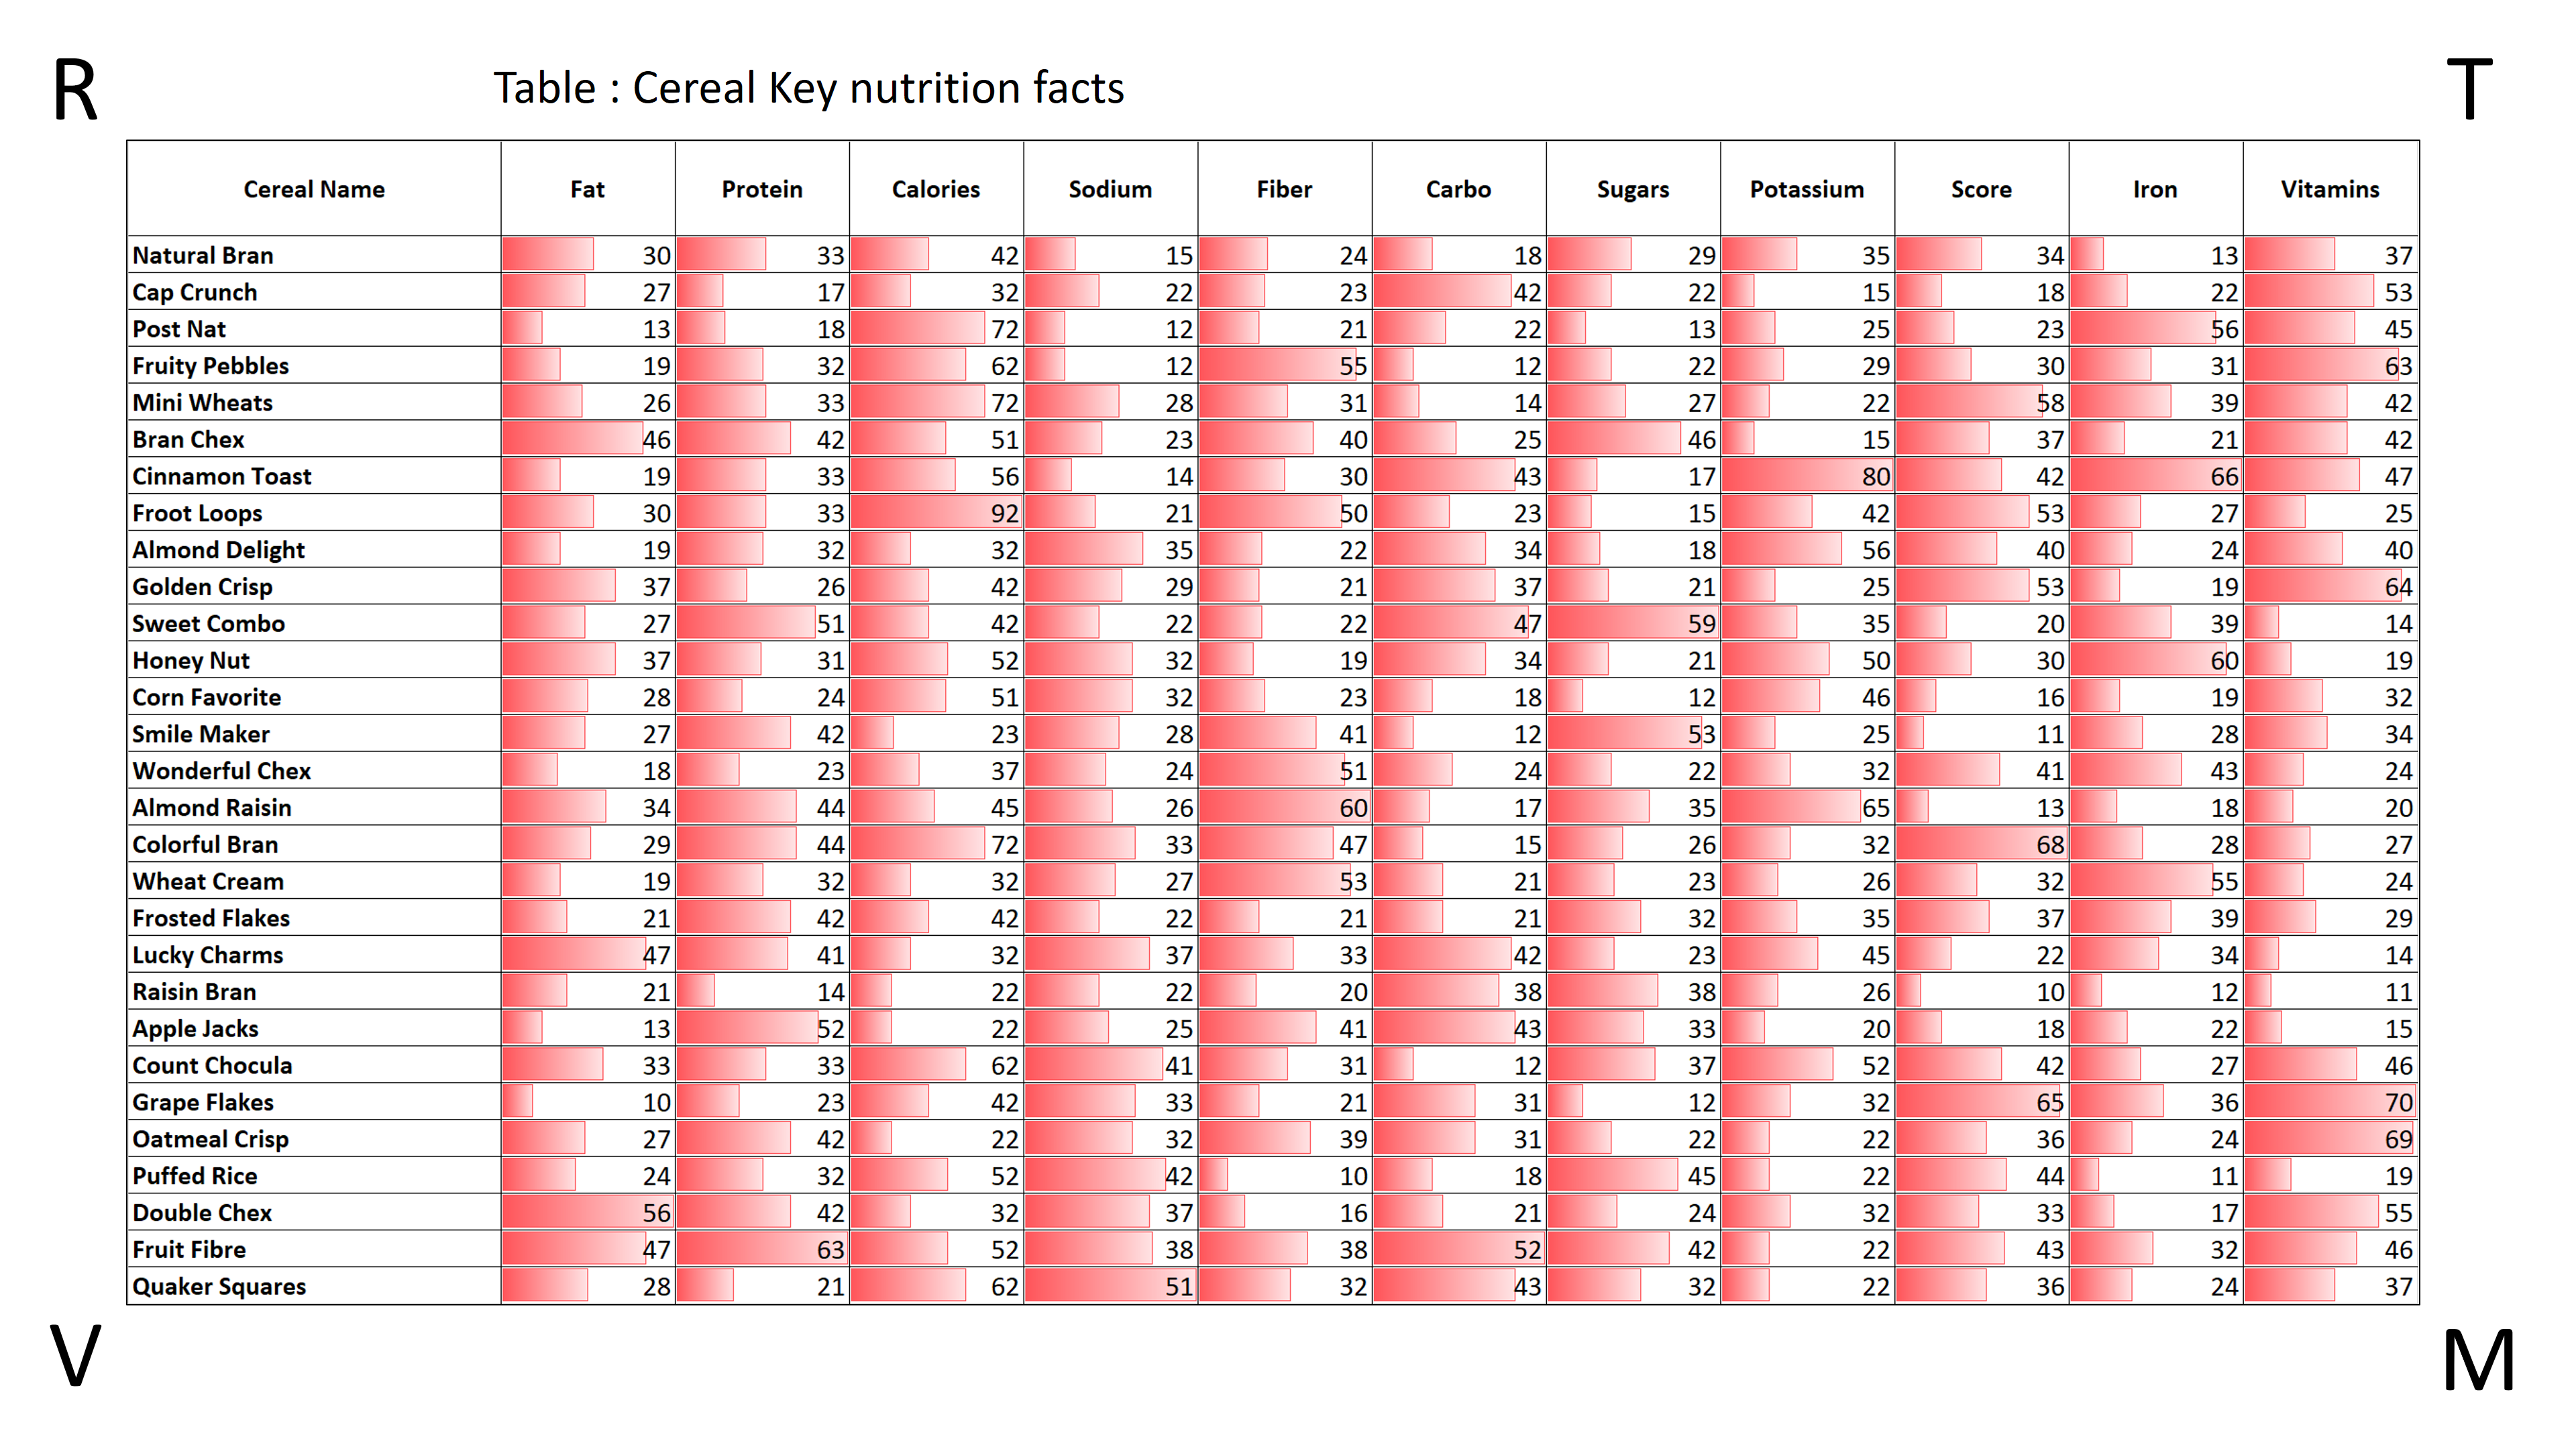 R Table : Cereal Key nutrition facts T
Cereal Name Fat Protein Calories Sodium Fiber Carbo Sugars Potassium Score Iron Vitamins
Natural Bran 30 33 42 15 24 18 29 35 34 13 37
Cap Crunch 27 17 32 22 23 42 22 15 18 22 53
Post Nat 13 18 72 12 21 22 13 25 23 56 45
Fruity Pebbles 19 32 62 12 55 12 22 29 30 31 63
Mini Wheats 26 33 72 28 31 14 27 22 58 39 42
Bran Chex 46 42 51 23 40 25 46 15 37 21 42
Cinnamon Toast 19 33 56 14 30 43 17 80 42 66 47
Froot Loops 30 33 92 21 50 23 15 42 53 27 25
Almond Delight 19 32 32 35 22 34 18 56 40 24 40
Golden Crisp 37 26 42 29 21 37 21 25 53 19 64
Sweet Combo 27 51 42 22 22 47 59 35 20 39 14
Honey Nut 37 31 52 32 19 34 21 50 30 60 19
Corn Favorite 28 24 51 32 23 18 12 46 16 19 32
Smile Maker 27 42 23 28 41 12 53 25 11 28 34
Wonderful Chex 18 23 37 24 51 24 22 32 41 43 24
Almond Raisin 34 44 45 26 60 17 35 65 13 18 20
Colorful Bran 29 44 72 33 47 15 26 32 68 28 27
Wheat Cream 19 32 32 27 53 21 23 26 32 55 24
Frosted Flakes 21 42 42 22 21 21 32 35 37 39 29
Lucky Charms 47 41 32 37 33 42 23 45 22 34 14
Raisin Bran 21 14 22 22 20 38 38 26 10 12 11
Apple Jacks 13 52 22 25 41 43 33 20 18 22 15
Count Chocula 33 33 62 41 31 12 37 52 42 27 46
Grape Flakes 10 23 42 33 21 31 12 32 65 36 70
Oatmeal Crisp 27 42 22 32 39 31 22 22 36 24 69
Puffed Rice 24 32 52 42 10 18 45 22 44 11 19
Double Chex 56 42 32 37 16 21 24 32 33 17 55
Fruit Fibre 47 63 52 38 38 52 42 22 43 32 46
Quaker Squares 28 21 62 51 32 43 32 22 36 24 37
V M